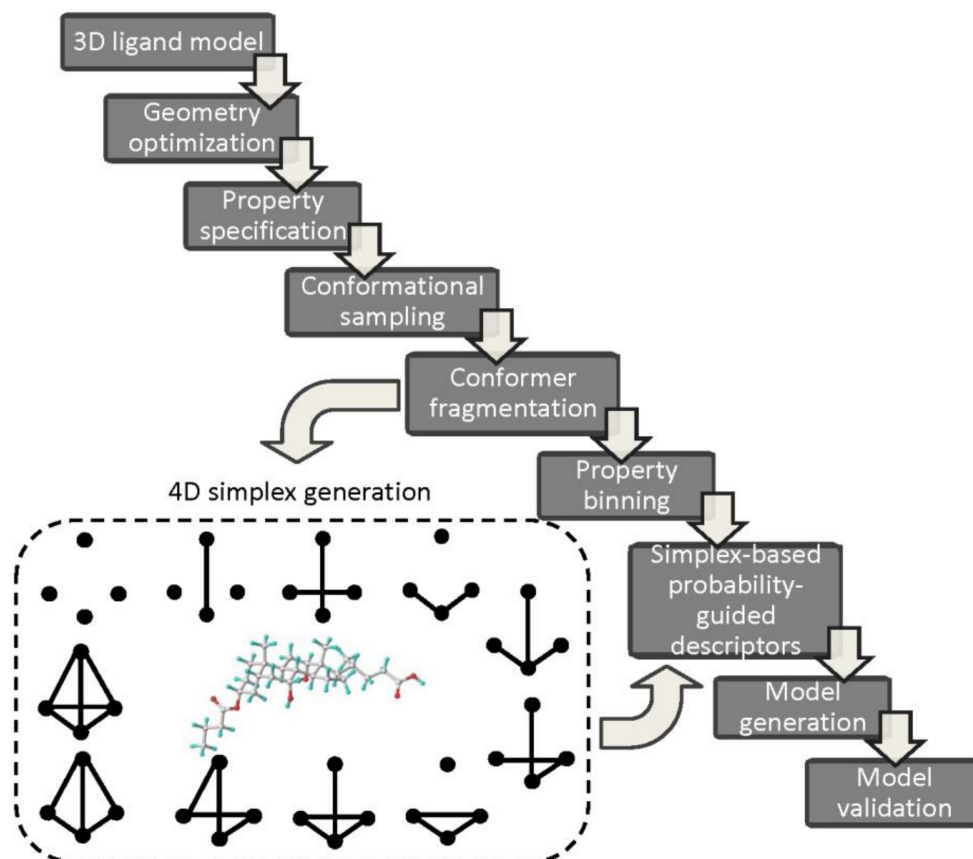 3D ligand model
Geometry
optimization
Property
specification
Conformational
sampling
Conformer
fragmentation
4D simplex generation
Property
binning
Simplex-based
probability-
guided
descriptors
Model
generation
Model
validation